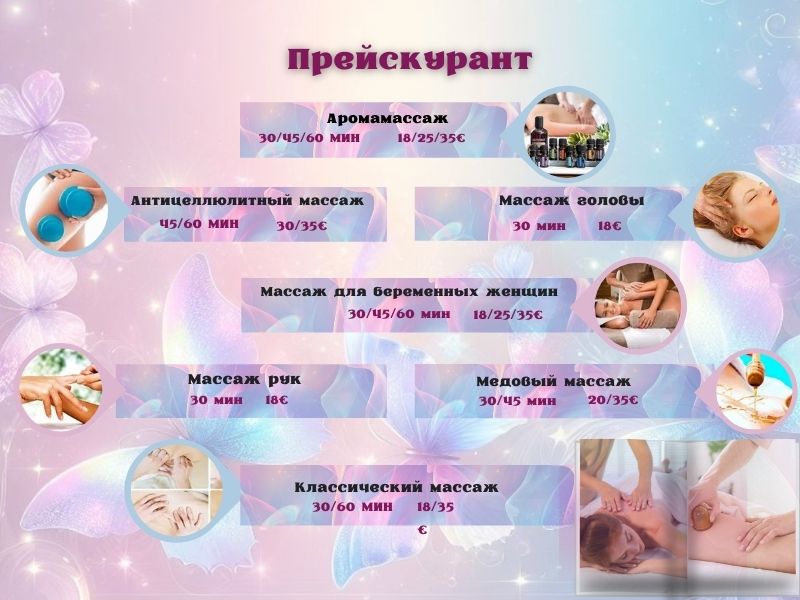 Прейскурант
Аромамассаж
30/45/60 мин 18/25/35€
Антицеллюлитный массаж
45/60 мин 30/35€
Массаж головы
30 мин 18€
Массаж для беременных женщин
30/45/60 мин 18/25/35€
Массаж рук
30 мин 18€
Медовый массаж
30/45 мин 20/35€
Классический массаж
30/60 мин 18/35
€